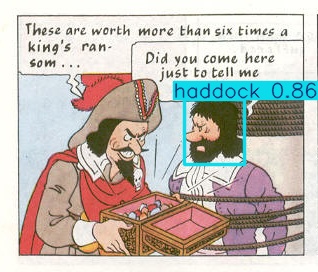 These are worth more than six times a
king's ran-
som...
Did you come here
just to tell me
haddock 0.86